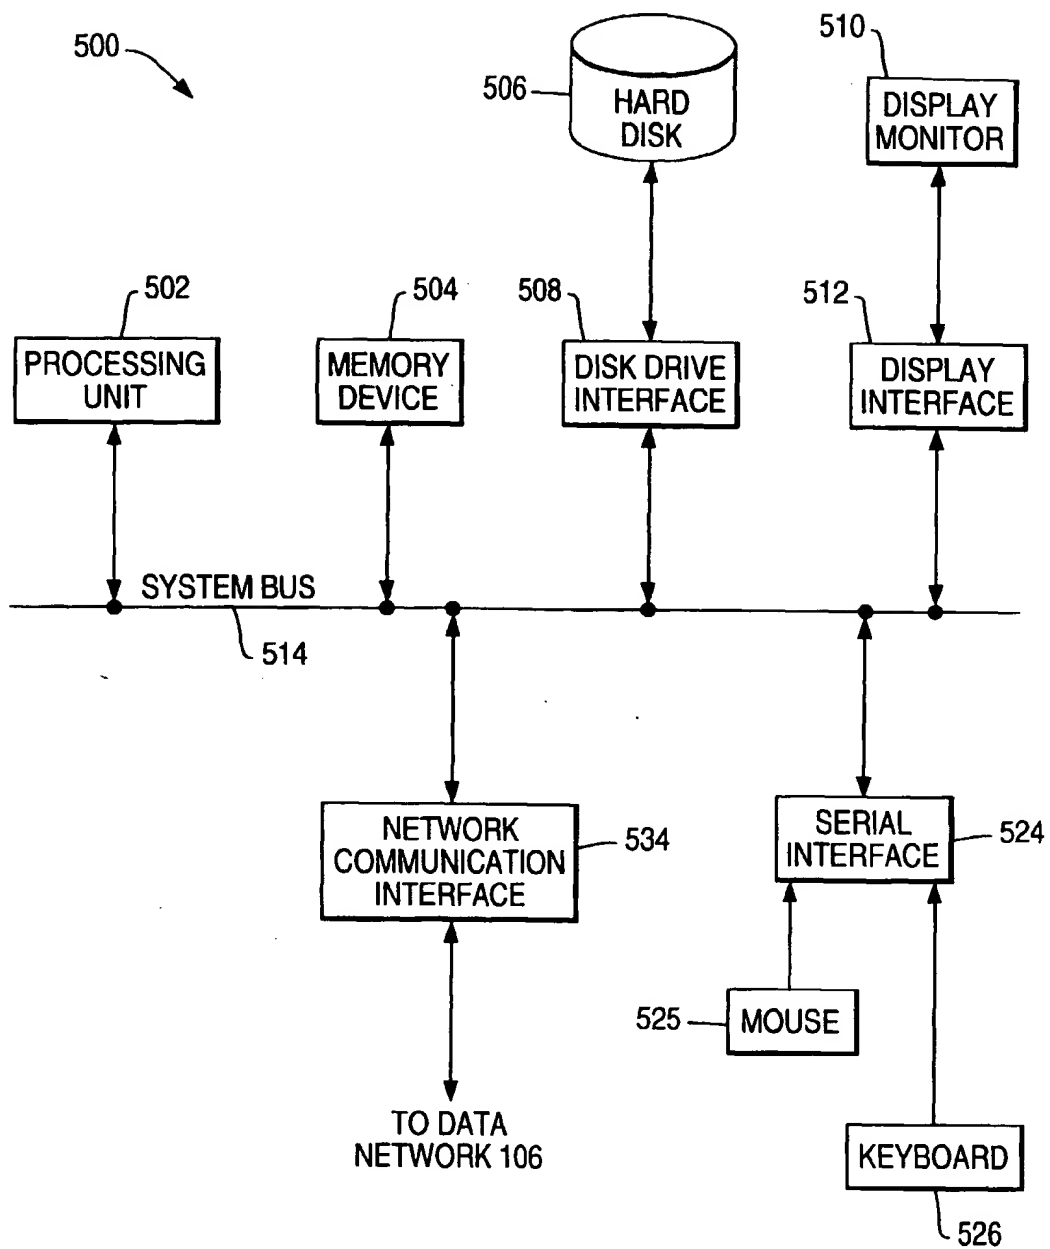 500
506
HARD
DISK
510
DISPLAY
MONITOR
502
PROCESSING
UNIT
504
MEMORY
DEVICE
508
DISK DRIVE
INTERFACE
512
DISPLAY
INTERFACE
SYSTEM BUS
514
NETWORK
COMMUNICATION
INTERFACE
534
SERIAL
INTERFACE
524
525
MOUSE
TO DATA
NETWORK 106
KEYBOARD
526